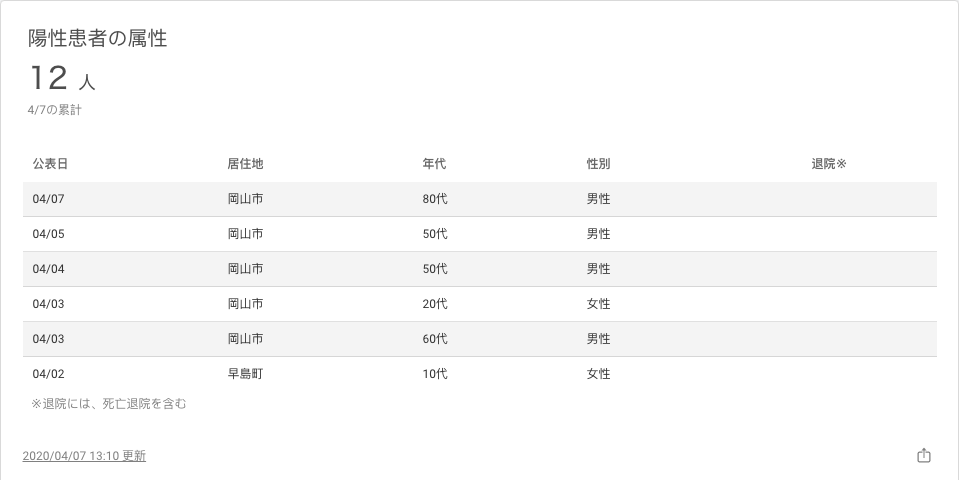 陽性患者の属性
12 人
4/7の累計
公表日 居住地 年代 性別 退院※
04/07 岡山市 80代 男性
04/05 岡山市 50代 男性
04/04 岡山市 50代 男性
04/03 岡山市 20代 女性
04/03 岡山市 60代 男性
04/02 早島町 10代 女性
※退院には、死亡退院を含む
2020/04/07 13:10 更新